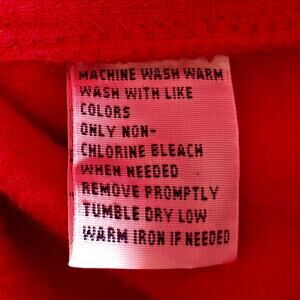 MACHINE WASH WARM
WASH WITH LIKE
COLORS
ONLY NON-
CHLORINE BLEACH
WHEN NEEDED
REMOVE PROMPTLY
TUMBLE DRY LOW
WARM IRON IF NEEDED